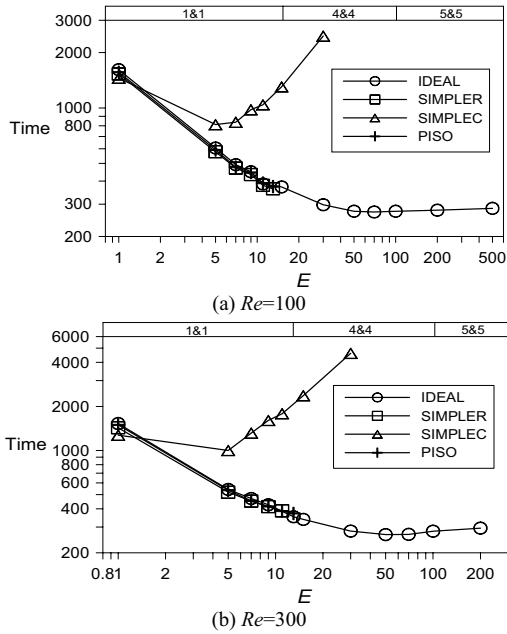 1&1 4&4 5&5
3000
IDEAL
SIMPLER
SIMPLEC
PISO
1000
Time 800
300
200
1 2 5 10 20 50 100 200 500
E
(a) Re=100
1&1 4&4 5&5
6000
4000
IDEAL
SIMPLER
SIMPLEC
PISO
2000
Time
1000
800
600
400
200
0.81 2 5 10 20 50 100 200
E
(b) Re=300